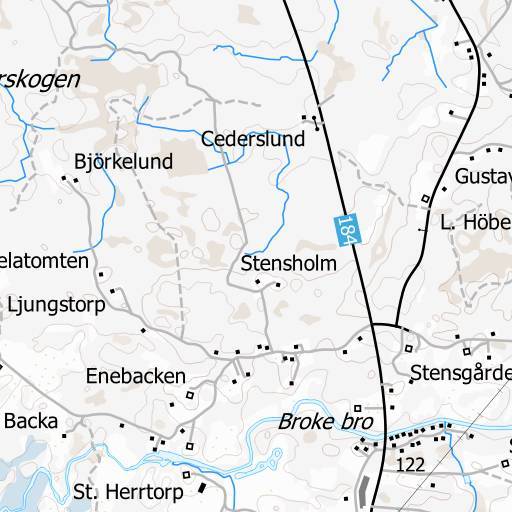 rskogen
Cederslund
Björkelund
Gustav
L. Höbe
184
elatomten
Stensholm
Ljungstorp
Enebacken
Stensgårde
Backa
Broke bro
122
St. Herrtorp
S